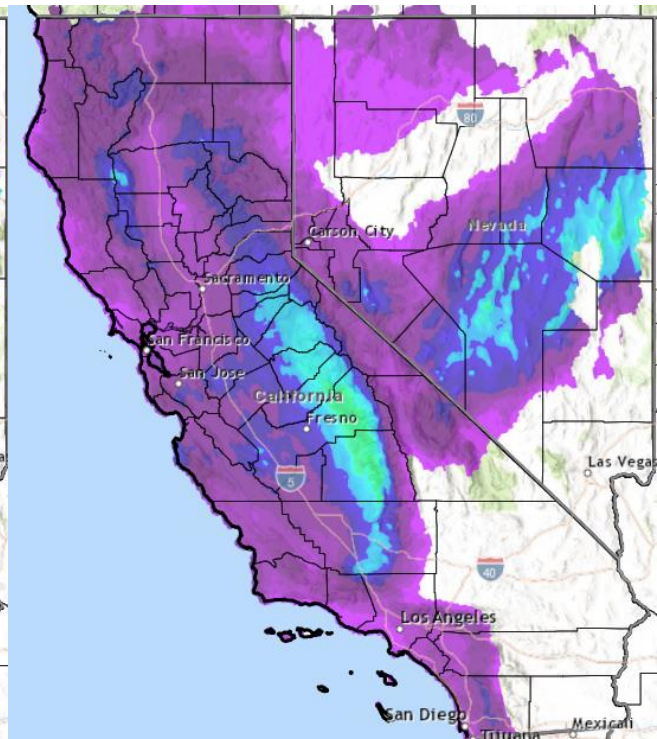 80
Nevada
Carson City
Sacramento
San Francisco
San Jose
California
Fresno
Las Vegas
5
40
Los Angeles
San Diego
Mexicali
Tijuana